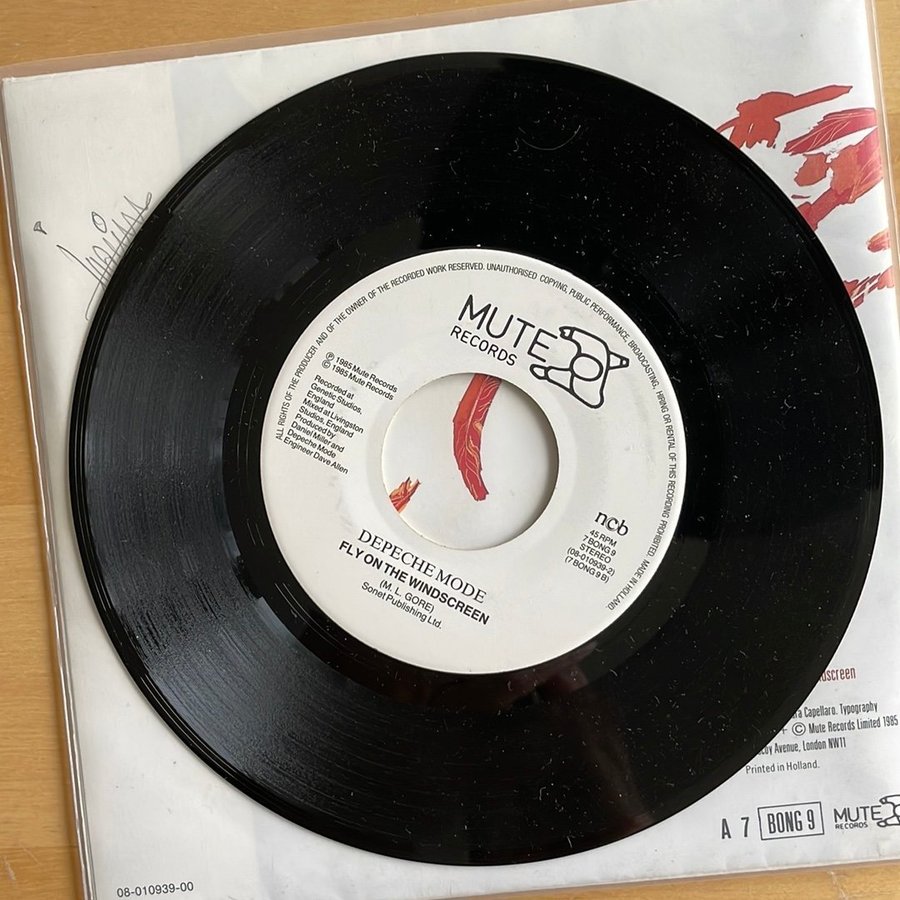 ALL RIGHTS OF THE PRODUCER AND OF THE OWNER OF THE RECORDED WORK RESERVED. UNAUTHORISED COPYING, PUBLIC PERFORMANCE, BROADCASTING, HIRING OR RENTAL OF THIS RECORDING PROHIBITED. MADE IN HOLLAND.
MUTE
RECORDS
℗ 1985 Mute Records
© 1985 Mute Records
Recorded at
Genetic Studios,
England
Mixed at Livingston
Studios, England
Produced by
Daniel Miller and
Depeche Mode
Engineer Dave Allen
ncb
45 RPM
7 BONG 9
STEREO
(08-010939-2)
(7 BONG 9 B)
DEPECHE MODE
FLY ON THE WINDSCREEN
(M. L. GORE)
Sonet Publishing Ltd.
Capellaro. Typography
© Mute Records Limited 1985
Avenue, London NW11
Printed in Holland.
A 7 BONG 9 MUTE
RECORDS
08-010939-00